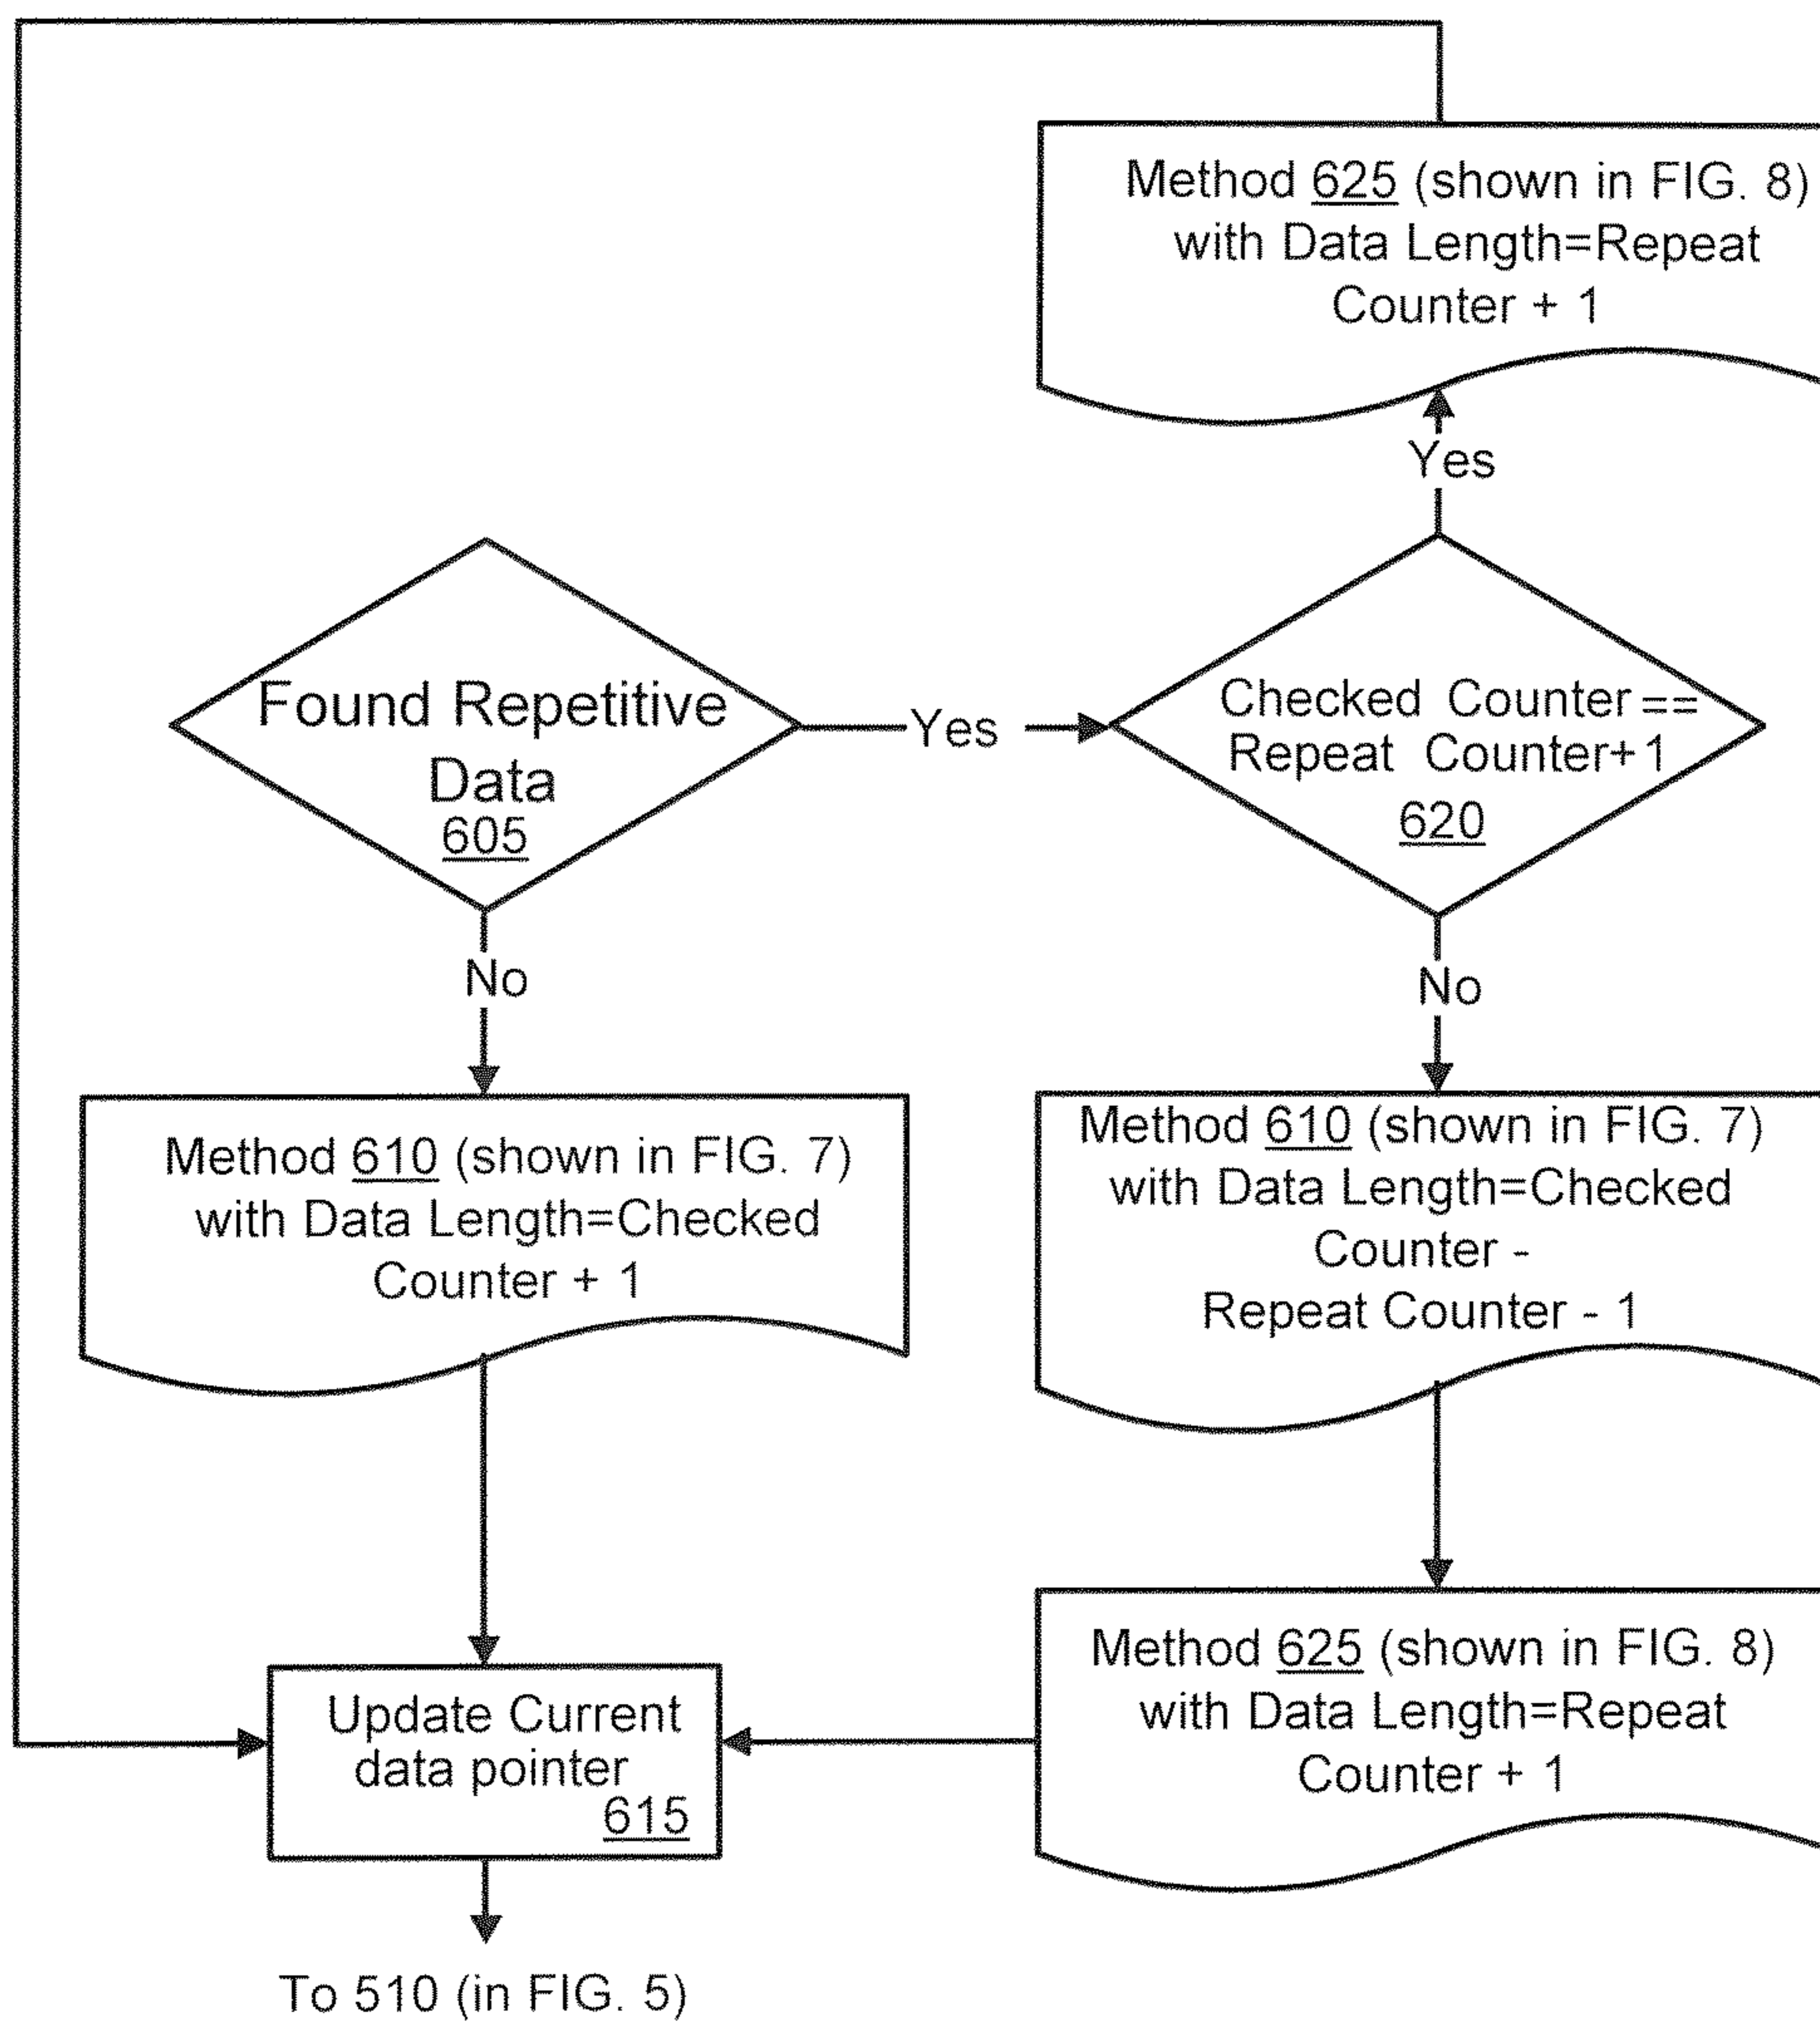 Method 625 (shown in FIG. 8)
with Data Length=Repeat
Counter + 1
Yes
Found Repetitive
Data
605
Yes
Checked Counter==
Repeat Counter+1
620
No
No
Method 610 (shown in FIG. 7)
with Data Length=Checked
Counter + 1
Method 610 (shown in FIG. 7)
with Data Length=Checked
Counter -
Repeat Counter - 1
Update Current
data pointer
615
Method 625 (shown in FIG. 8)
with Data Length=Repeat
Counter + 1
To 510 (in FIG. 5)